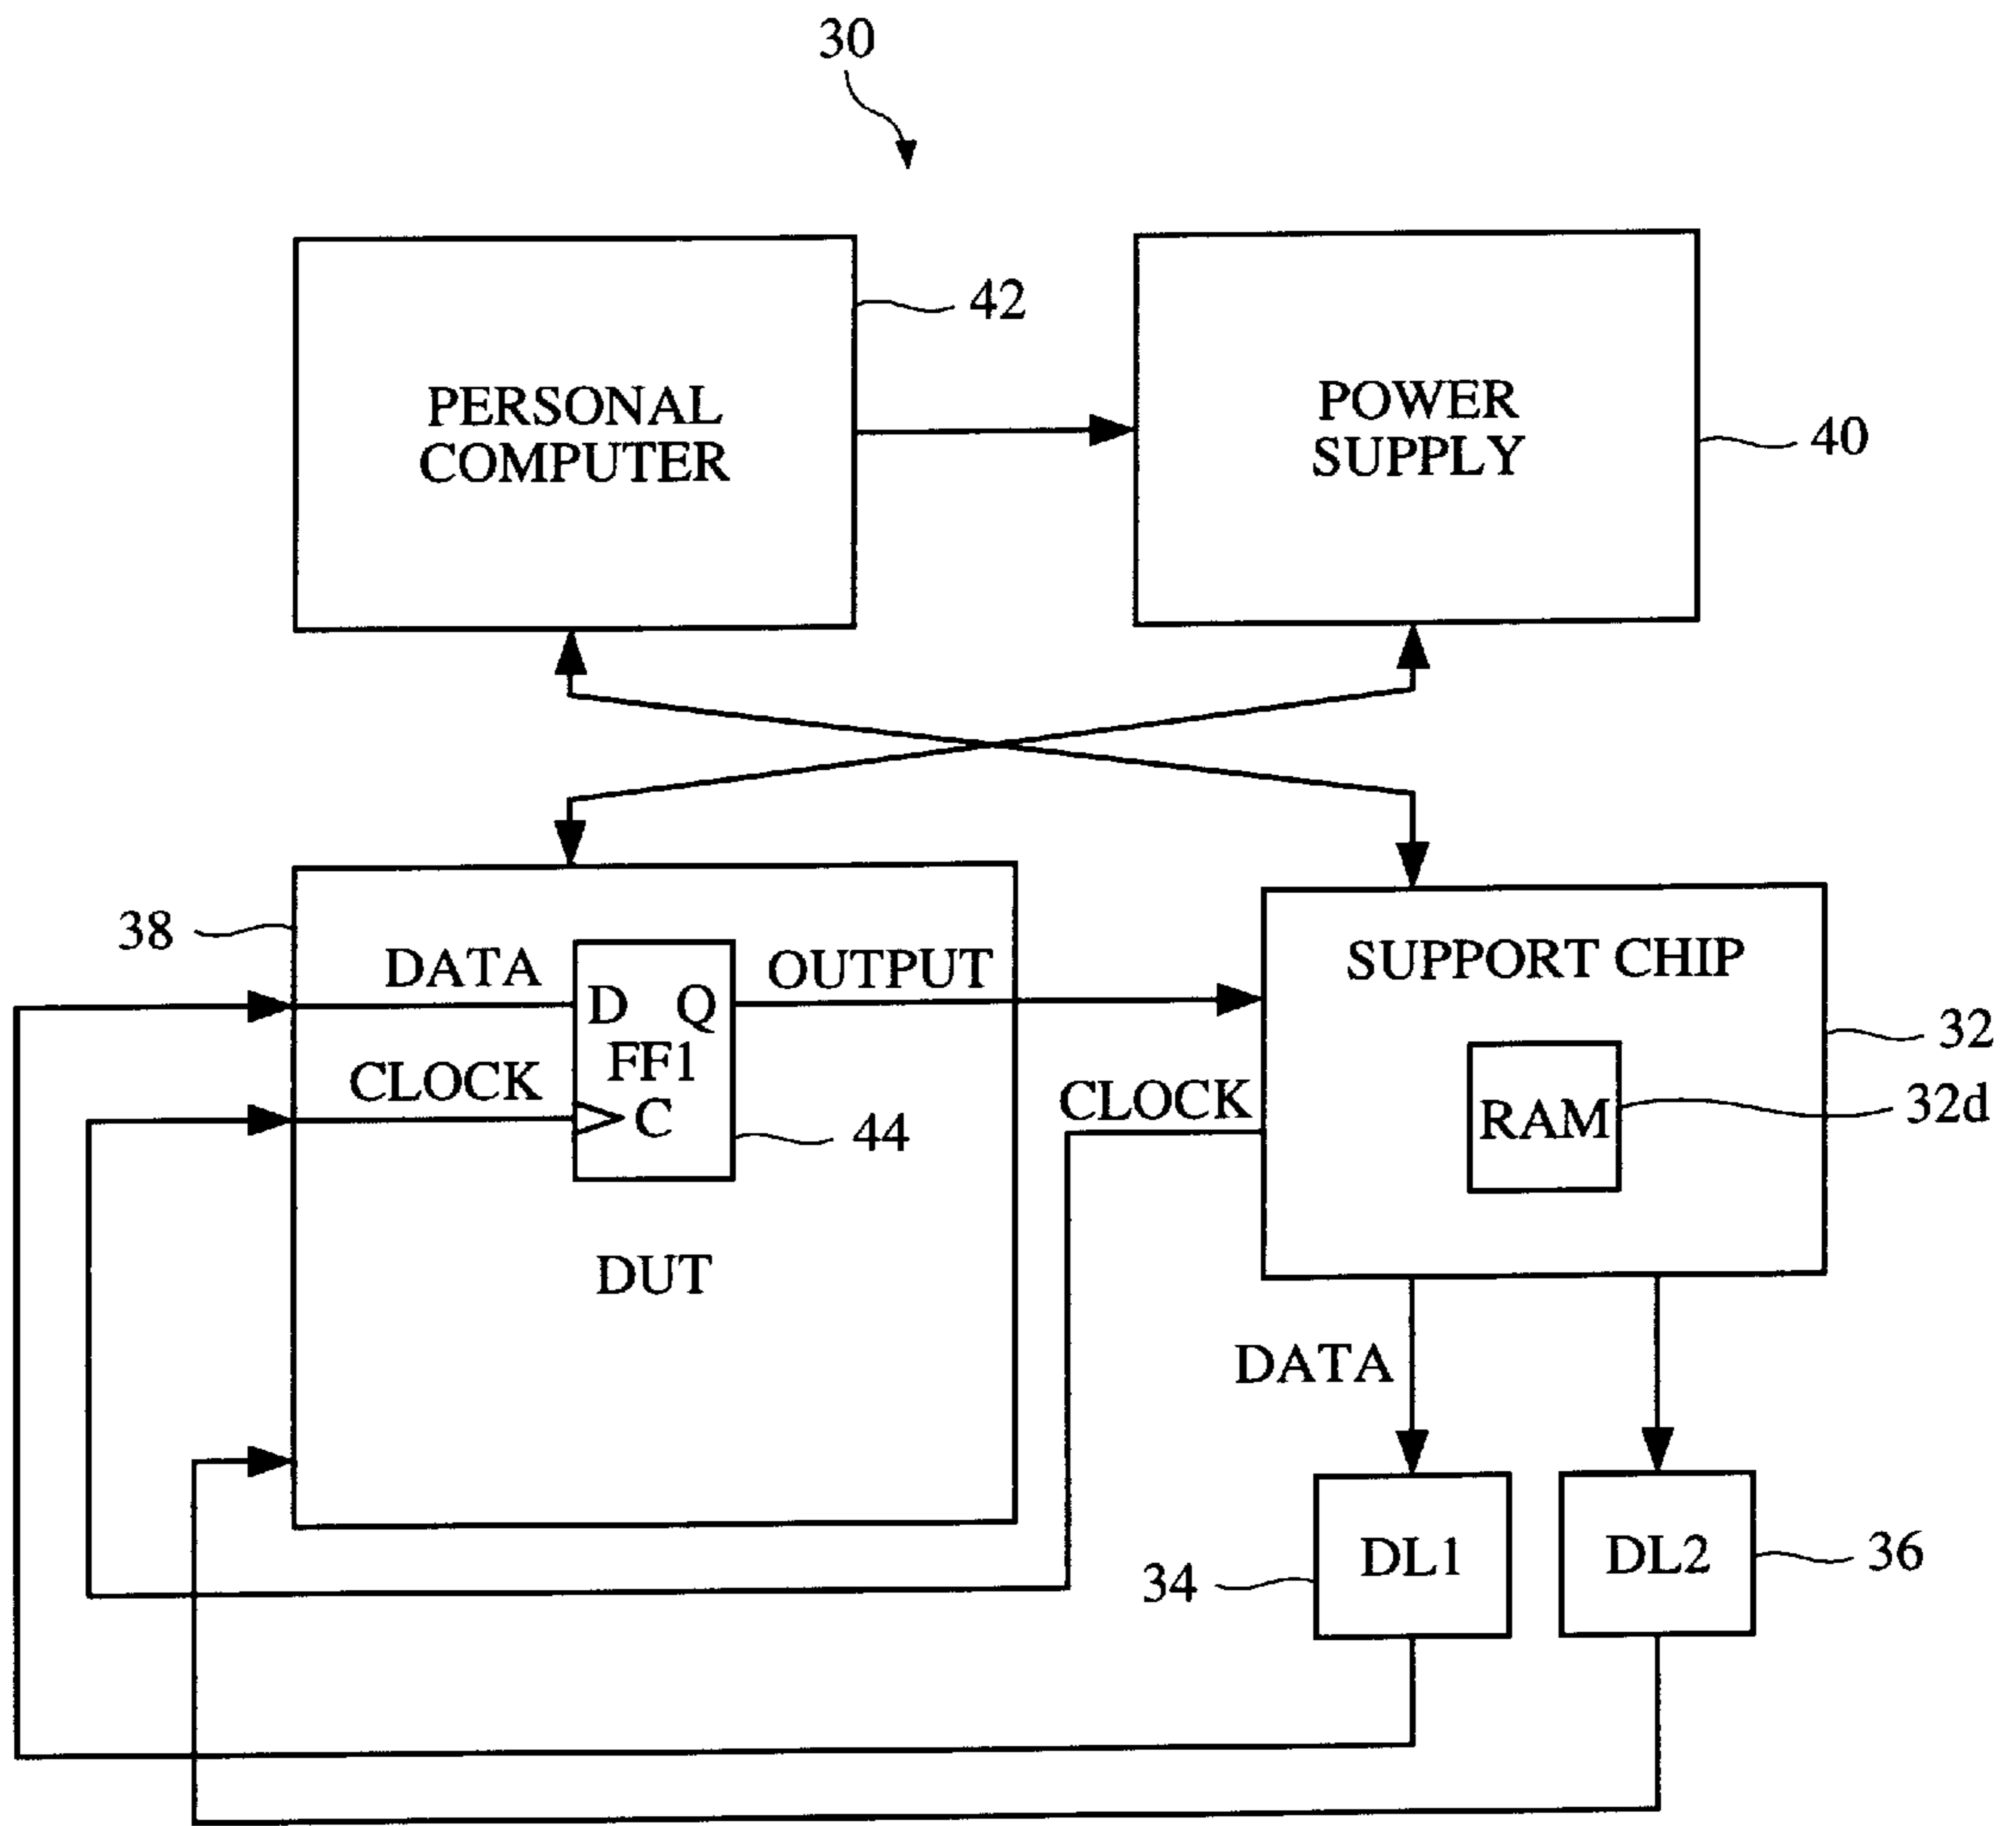 30
42
PERSONAL
COMPUTER
POWER
SUPPLY
40
38
DATA
OUTPUT
D Q
FF1
CLOCK
C
44
SUPPORT CHIP
32
CLOCK
RAM
32d
DUT
DATA
DL1
DL2
34
36